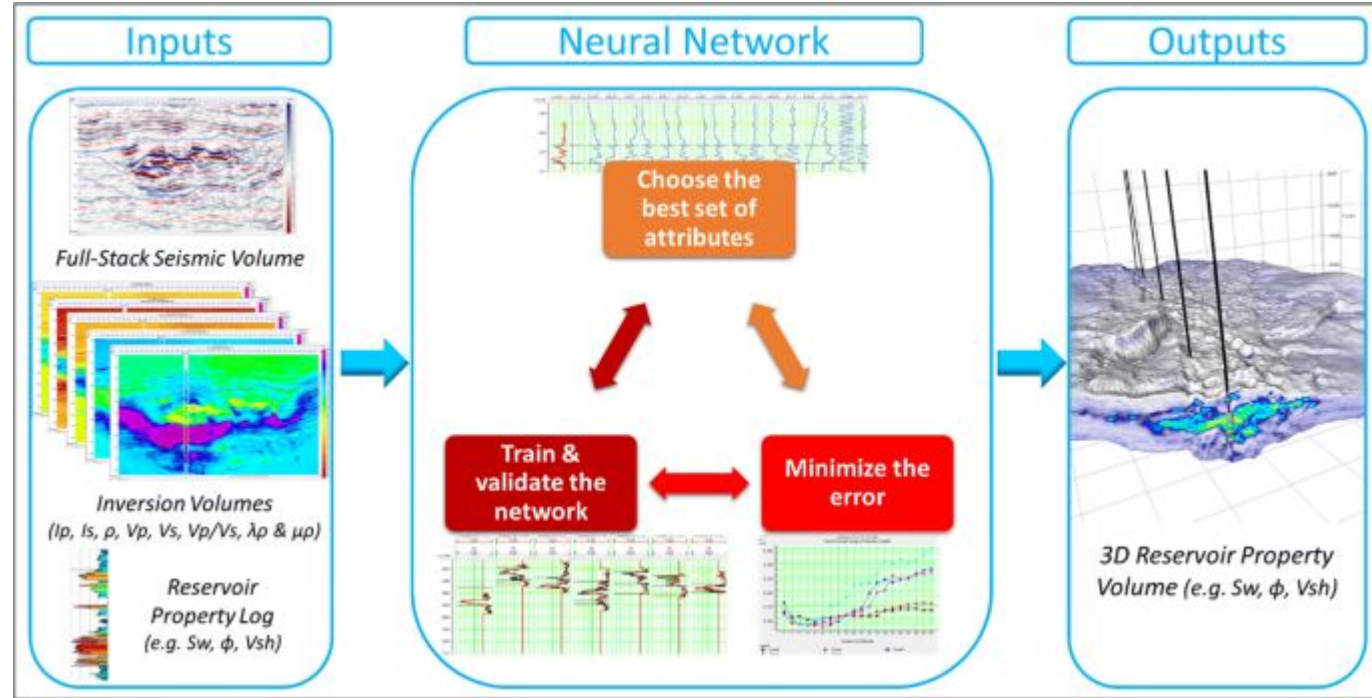 Inputs
Neural Network
Outputs
Full-Stack Seismic Volume
Inversion Volumes
(Ip, Is, ρ, Vp, Vs, Vp/Vs, λρ & μρ)
Reservoir
Property Log
(e.g. Sw, ϕ, Vsh)
Choose the
best set of
attributes
Train &
validate the
network
Minimize the
error
3D Reservoir Property
Volume (e.g. Sw, ϕ, Vsh)